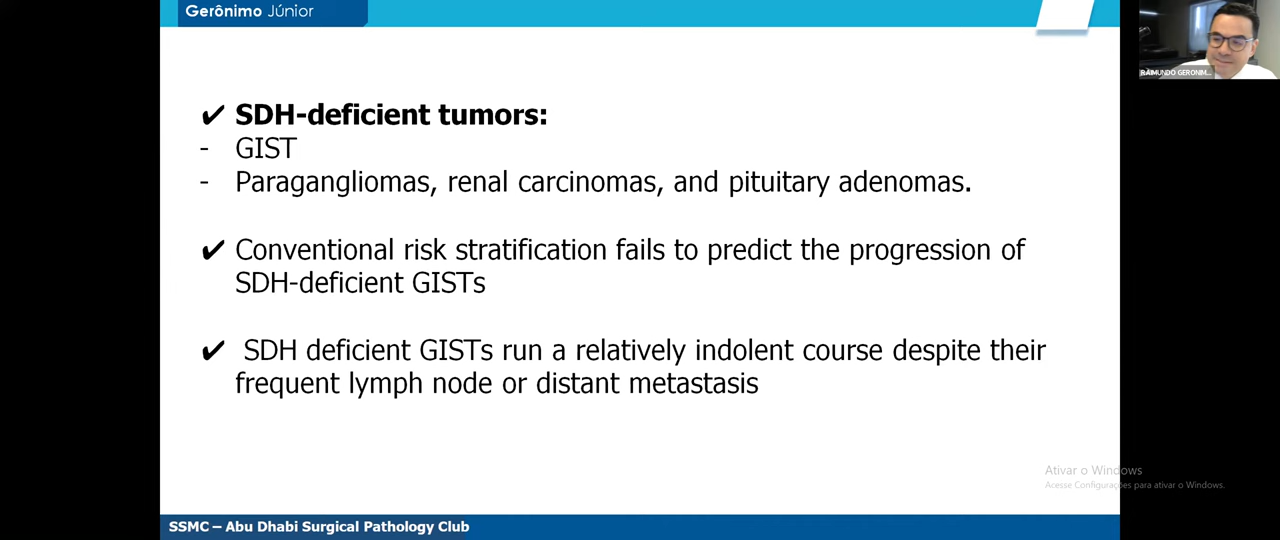 Gerônimo Júnior
✔ SDH-deficient tumors:
- GIST
- Paragangliomas, renal carcinomas, and pituitary adenomas.
✔ Conventional risk stratification fails to predict the progression of
SDH-deficient GISTs
✔ SDH deficient GISTs run a relatively indolent course despite their
frequent lymph node or distant metastasis
SSMC – Abu Dhabi Surgical Pathology Club
RAIMUNDO GERONIM...
Ativar o Windows
Acesse Configurações para ativar o Windows.